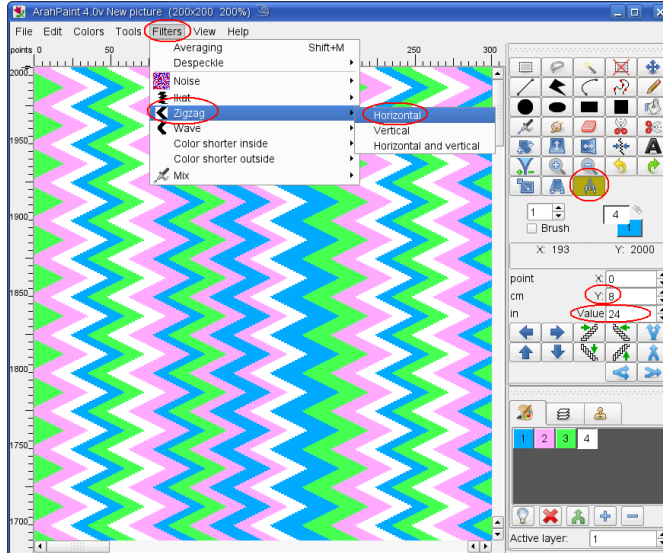 ArahPaint 4.0v New picture (200x200 200%)
File Edit Colors Tools Filters View Help
points 0 50 250 300
Averaging Shift+M
Despeckle
Noise
Ikat
Zigzag
Wave
Color shorter inside
Color shorter outside
Mix
Horizontal
Vertical
Horizontal and vertical
2000
1950
1900
1850
1800
1750
1700
A
1 4
Brush 1
X: 193 Y: 2000
point X: 0
cm Y: 8
in Value 24
1 2 3 4
Active layer: 1